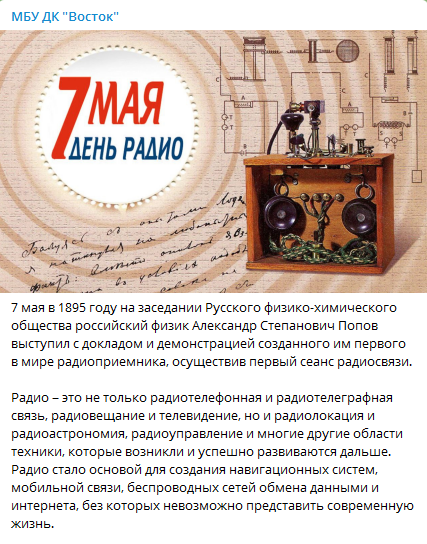 МБУ ДК "Восток"
7 МАЯ
ДЕНЬ РАДИО
7 мая в 1895 году на заседании Русского физико-химического
общества российский физик Александр Степанович Попов
выступил с докладом и демонстрацией созданного им первого
в мире радиоприемника, осуществив первый сеанс радиосвязи.
Радио – это не только радиотелефонная и радиотелеграфная
связь, радиовещание и телевидение, но и радиолокация и
радиоастрономия, радиоуправление и многие другие области
техники, которые возникли и успешно развиваются дальше.
Радио стало основой для создания навигационных систем,
мобильной связи, беспроводных сетей обмена данными и
интернета, без которых невозможно представить современную
жизнь.